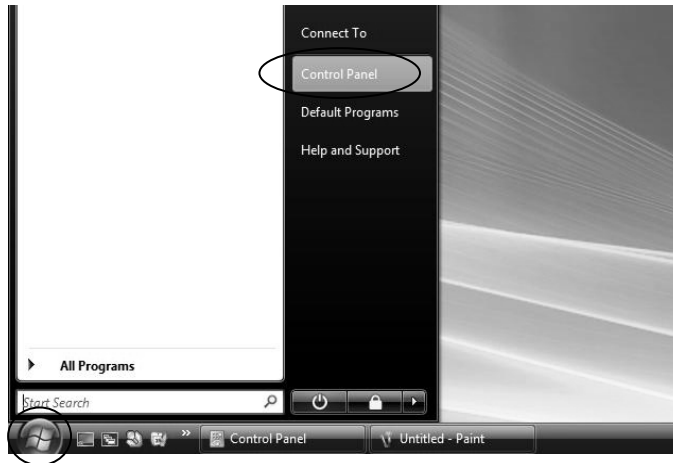 Connect To
Control Panel
Default Programs
Help and Support
All Programs
Start Search
Control Panel
Untitled - Paint